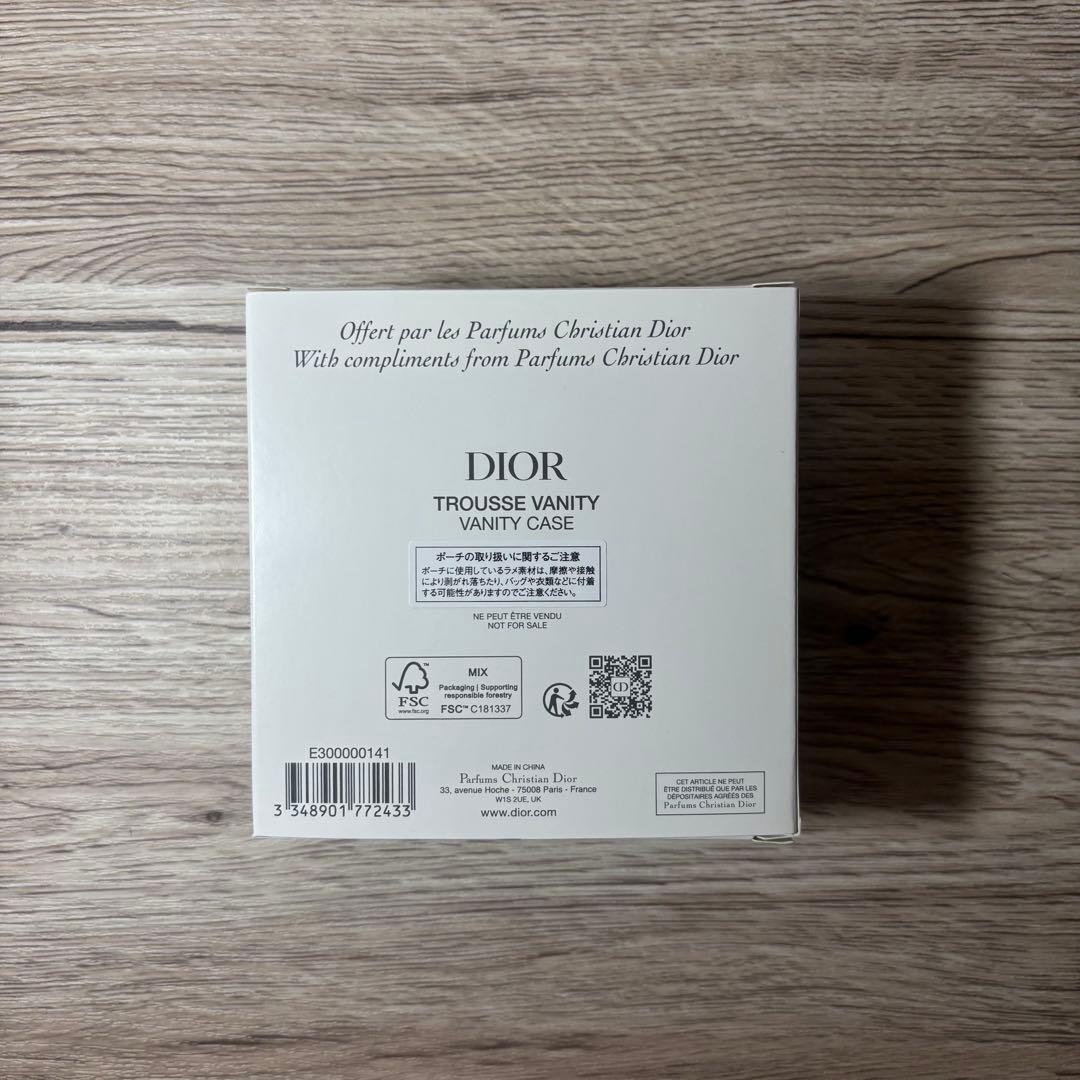 Offert par les Parfums Christian Dior
With compliments from Parfums Christian Dior
DIOR
TROUSSE VANITY
VANITY CASE
ポーチの取り扱いに関するご注意
ポーチに使用しているラメ素材は、摩擦や接触
により剥がれ落ちたり、バッグや衣類などに付着
する可能性がありますのでご注意ください。
NE PEUT ÊTRE VENDU
NOT FOR SALE
FSC
www.fsc.org
MIX
Packaging | Supporting
responsible forestry
FSC™ C181337
CD
E300000141
3 348901 772433
MADE IN CHINA
Parfums Christian Dior
33, avenue Hoche - 75008 Paris - France
W1S 2UE, UK
www.dior.com
CET ARTICLE NE PEUT
ÊTRE DISTRIBUÉ QUE PAR LES
DÉPOSITAIRES AGRÉÉS DES
Parfums Christian Dior